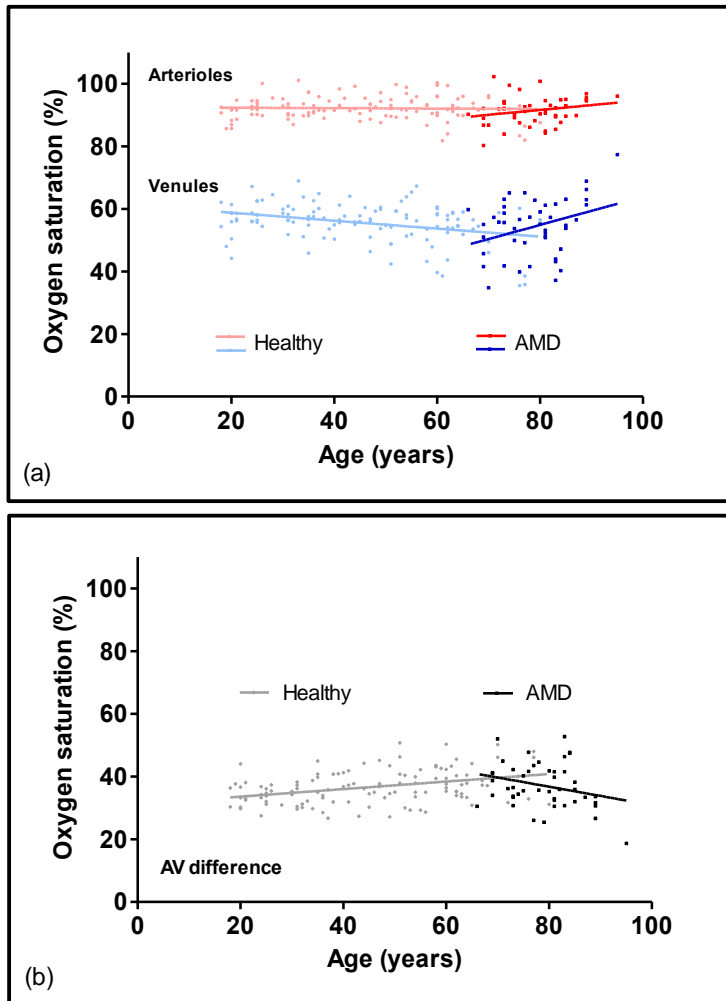 Arterioles
Venules
Oxygen saturation (%)
100
80
60
40
20
0
Healthy
AMD
0 20 40 60 80 100
Age (years)
(a)
Oxygen saturation (%)
100
80
60
40
20
0
Healthy
AMD
AV difference
0 20 40 60 80 100
Age (years)
(b)